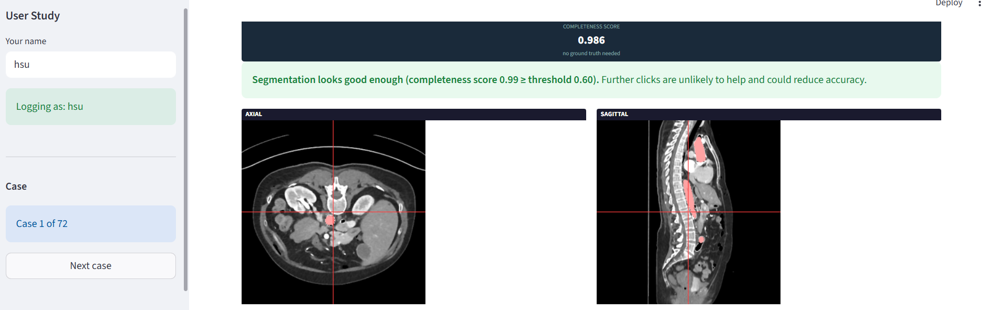 Deploy
User Study
Your name
hsu
Logging as: hsu
Case
Case 1 of 72
Next case
COMPLETENESS SCORE
0.986
no ground truth needed
Segmentation looks good enough (completeness score 0.99 ≥ threshold 0.60). Further clicks are unlikely to help and could reduce accuracy.
AXIAL
SAGITTAL